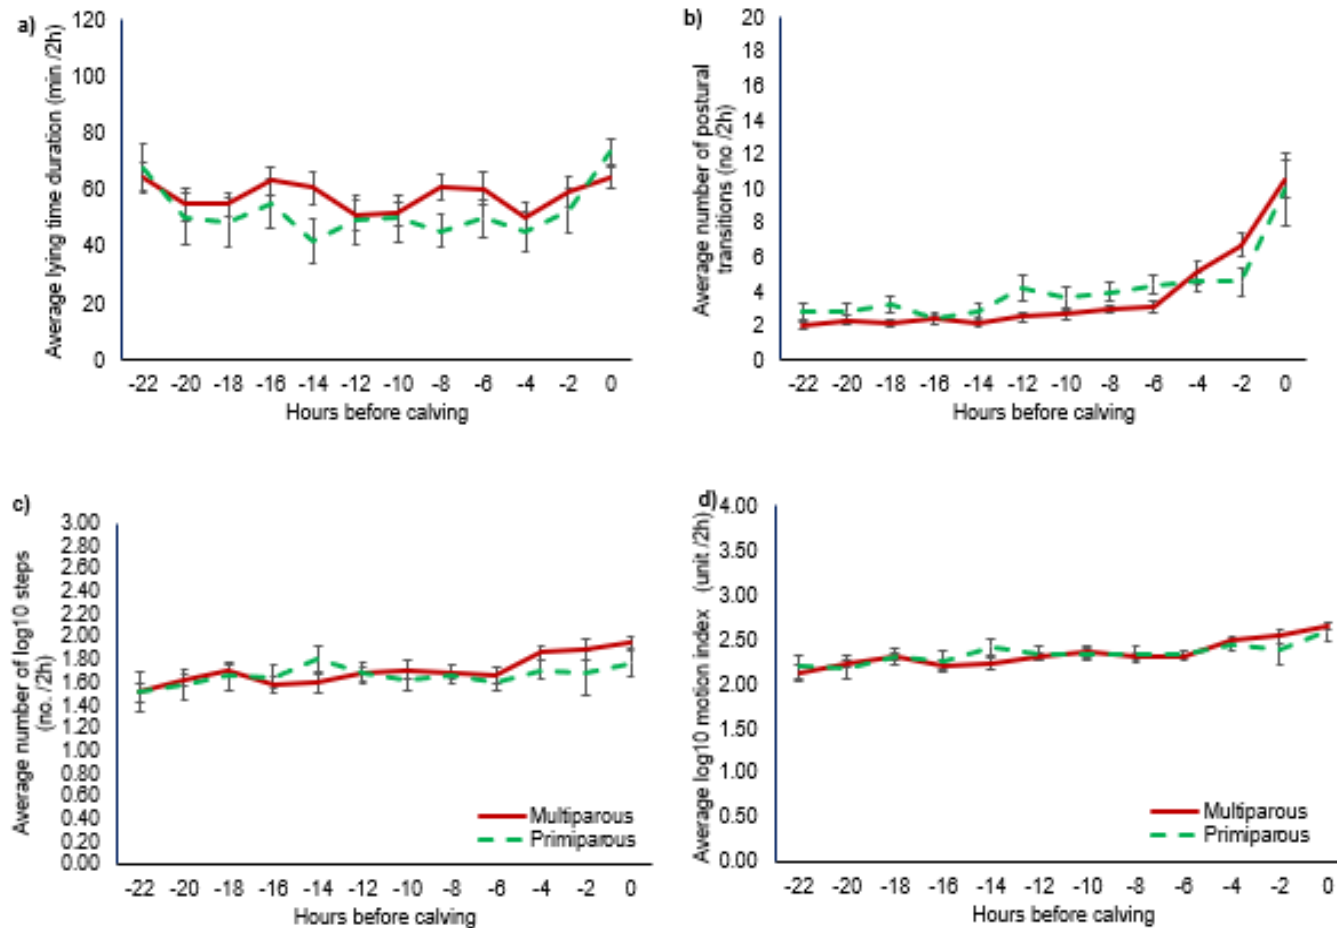 a)
Average lying time duration (min /2h)
120
100
80
60
40
20
0
-22 -20 -18 -16 -14 -12 -10 -8 -6 -4 -2 0
Hours before calving
b)
Average number of postural
transitions (no /2h)
20
18
16
14
12
10
8
6
4
2
0
-22 -20 -18 -16 -14 -12 -10 -8 -6 -4 -2 0
Hours before calving
c)
Average number of log10 steps
(no. /2h)
3.00
2.80
2.60
2.40
2.20
2.00
1.80
1.60
1.40
1.20
1.00
0.80
0.60
0.40
0.20
0.00
Multiparous
Primiparous
-22 -20 -18 -16 -14 -12 -10 -8 -6 -4 -2 0
Hours before calving
d)
Average log10 motion index (unit /2h)
4.00
3.50
3.00
2.50
2.00
1.50
1.00
0.50
0.00
Multiparous
Primiparous
-22 -20 -18 -16 -14 -12 -10 -8 -6 -4 -2 0
Hours before calving